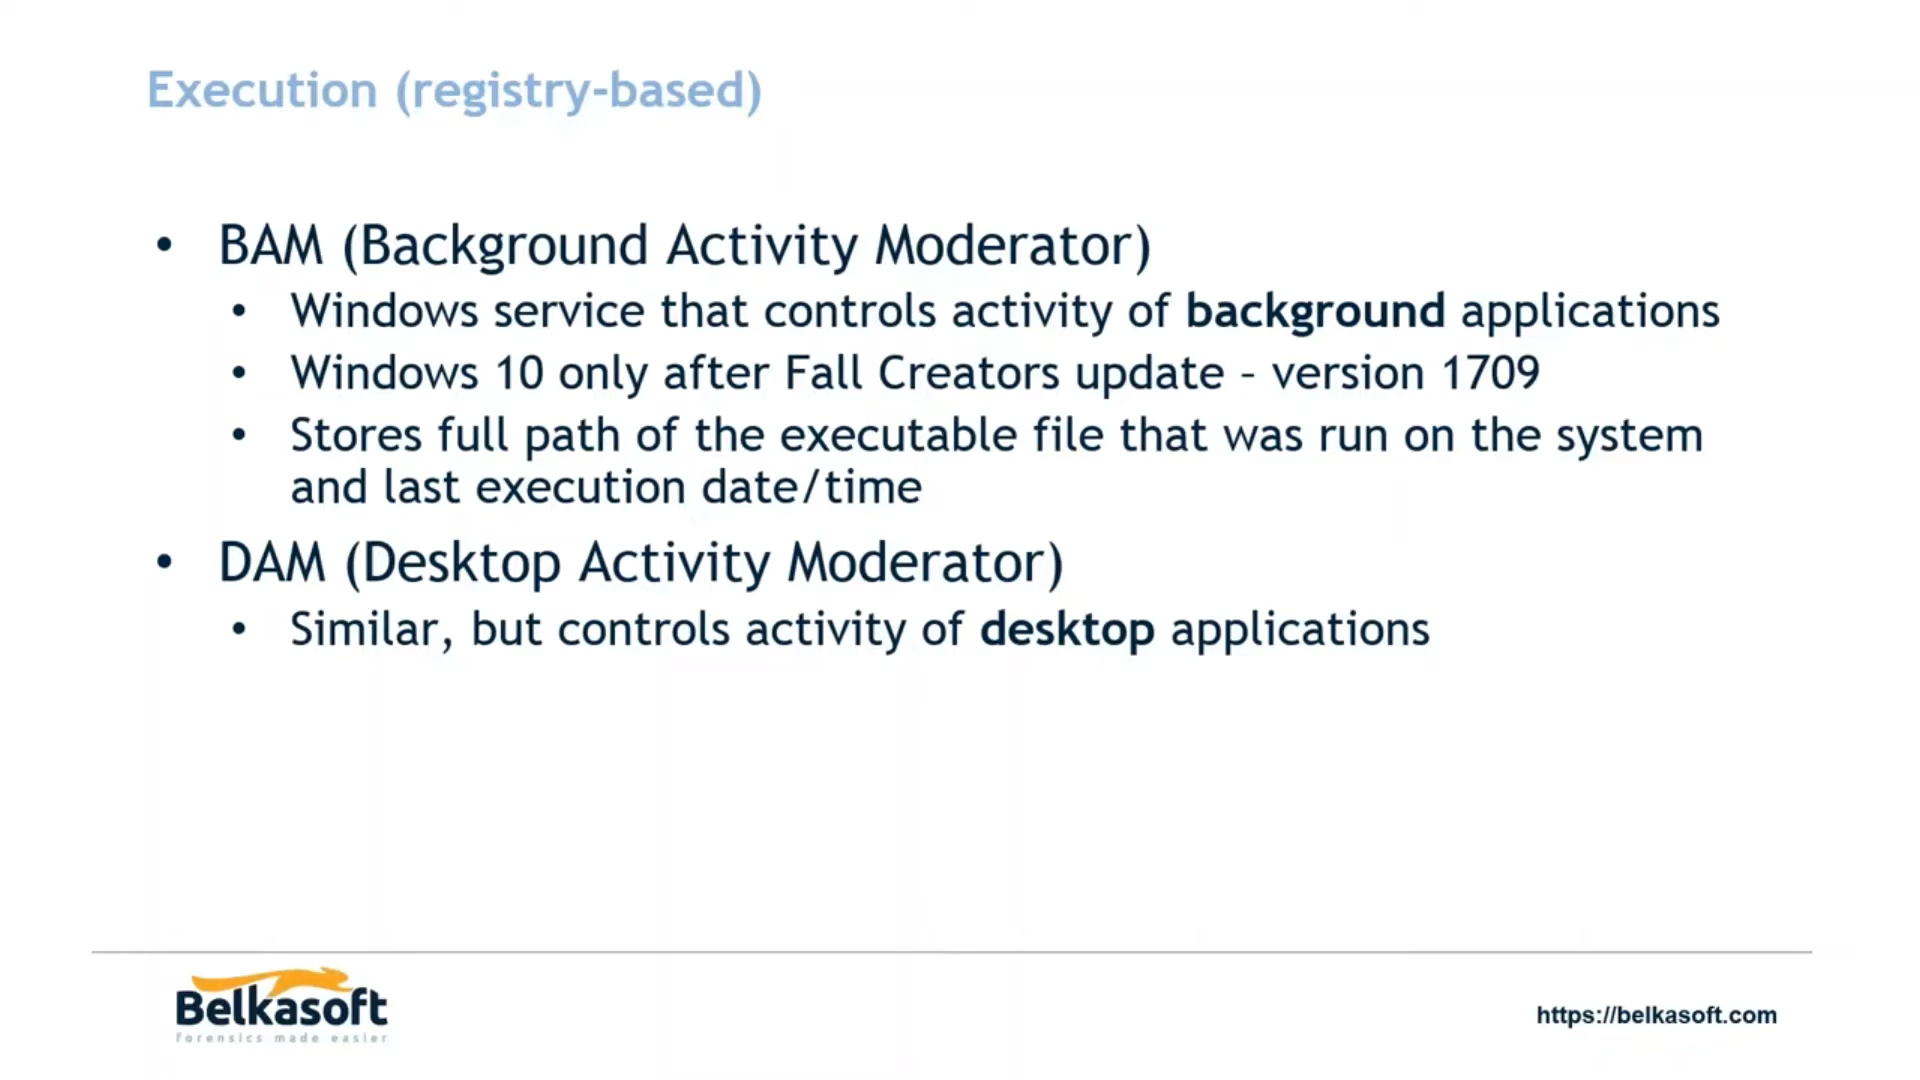 Execution (registry-based)
• BAM (Background Activity Moderator)
• Windows service that controls activity of background applications
• Windows 10 only after Fall Creators update – version 1709
• Stores full path of the executable file that was run on the system
and last execution date/time
• DAM (Desktop Activity Moderator)
• Similar, but controls activity of desktop applications
Belkasoft
forensics made easier
https://belkasoft.com